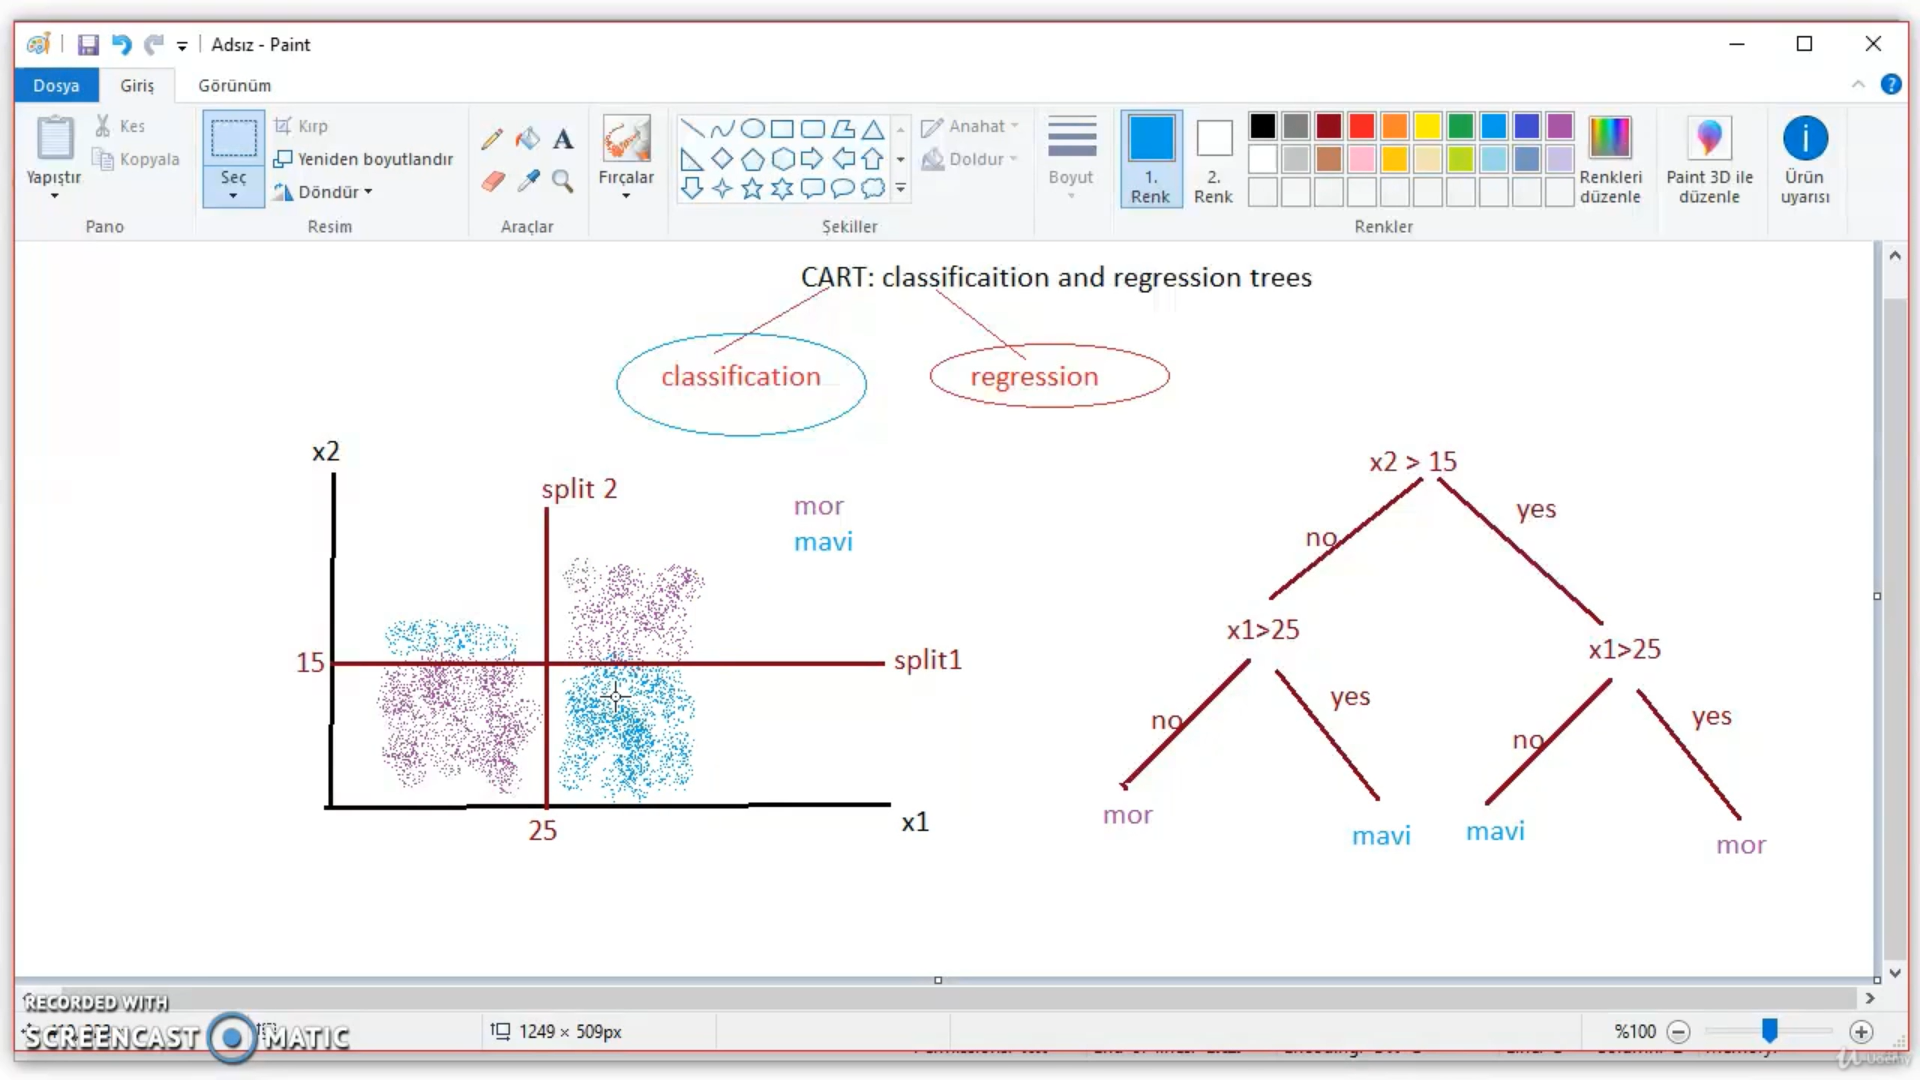 Adsız - Paint
Dosya Giriş Görünüm
Kes
Kopyala
Yapıştır
Pano
Seç
Kırp
Yeniden boyutlandır
Döndür
Resim
Araçlar
Fırçalar
Şekiller
Anahat
Doldur
Boyut
1. Renk
2. Renk
Renkler
Renkleri düzenle
Paint 3D ile düzenle
Ürün uyarısı
CART: classificaition and regression trees
classification
regression
x2
split 2
mor
mavi
15
split1
25
x1
x2 > 15
no
yes
x1>25
x1>25
no
yes
no
yes
mor
mavi
mavi
mor
RECORDED WITH
SCREENCAST MATIC
1249 × 509px
%100
Udemy